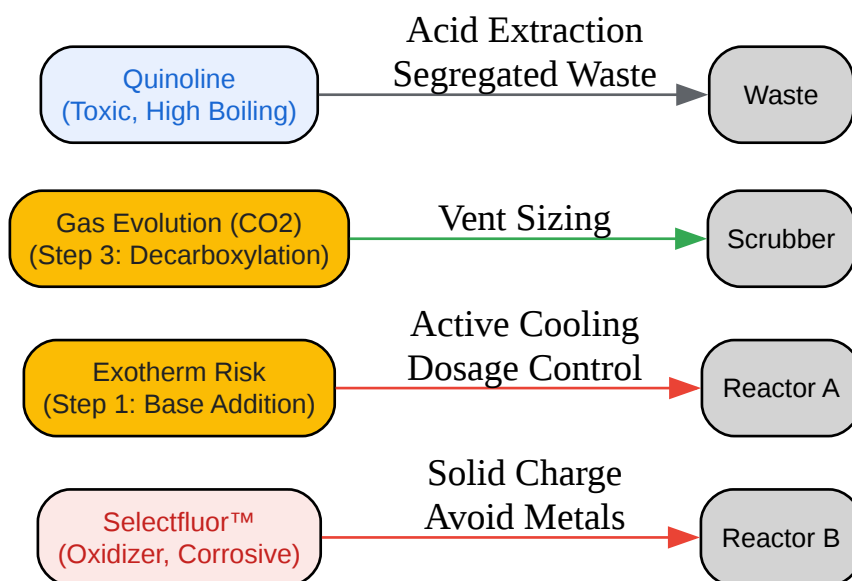 Quinoline
(Toxic, High Boiling)
Acid Extraction
Segregated Waste
Waste
Gas Evolution (CO2)
(Step 3: Decarboxylation)
Vent Sizing
Scrubber
Exotherm Risk
(Step 1: Base Addition)
Active Cooling
Dosage Control
Reactor A
Selectfluor™
(Oxidizer, Corrosive)
Solid Charge
Avoid Metals
Reactor B